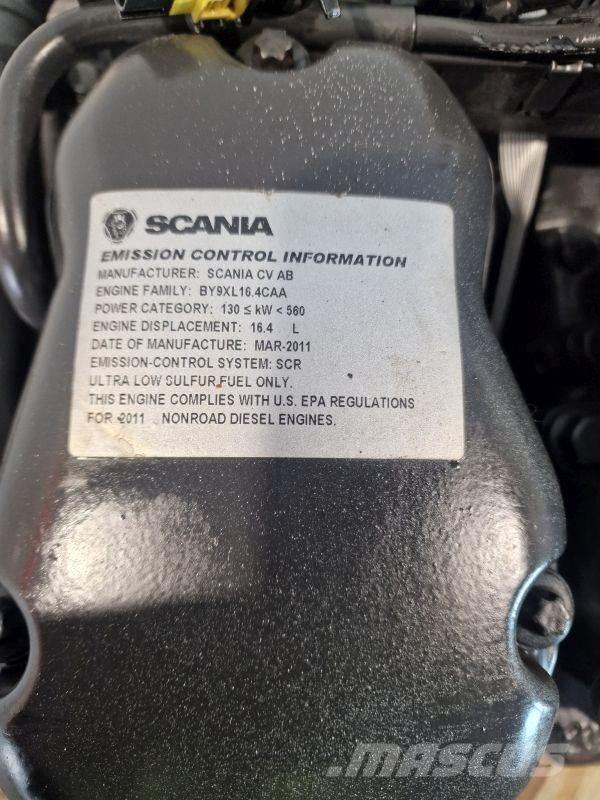 SCANIA
EMISSION CONTROL INFORMATION
MANUFACTURER: SCANIA CV AB
ENGINE FAMILY: BY9XL16.4CAA
POWER CATEGORY: 130 ≤ kW < 560
ENGINE DISPLACEMENT: 16.4 L
DATE OF MANUFACTURE: MAR-2011
EMISSION-CONTROL SYSTEM: SCR
ULTRA LOW SULFUR FUEL ONLY.
THIS ENGINE COMPLIES WITH U.S. EPA REGULATIONS
FOR 2011 NONROAD DIESEL ENGINES.
MASCUS